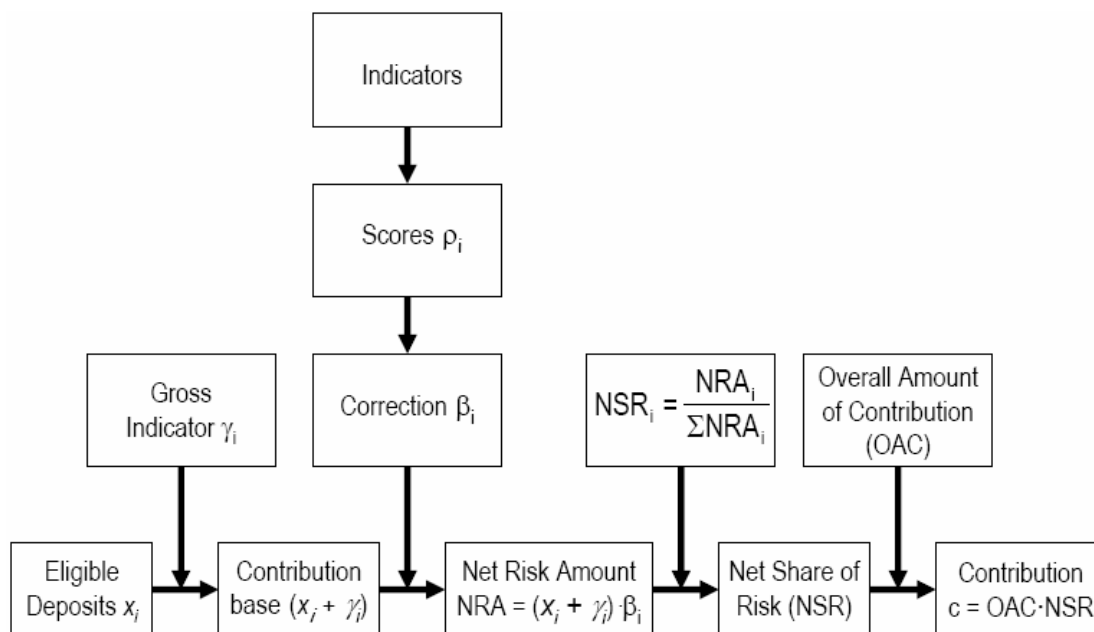 Indicators
Scores ρi
Gross
Indicator γi
Correction βi
NSRi = NRAi / ΣNRAi
Overall Amount
of Contribution
(OAC)
Eligible
Deposits xi
Contribution
base (xi + γi)
Net Risk Amount
NRA = (xi + γi)·βi
Net Share of
Risk (NSR)
Contribution
c = OAC·NSR